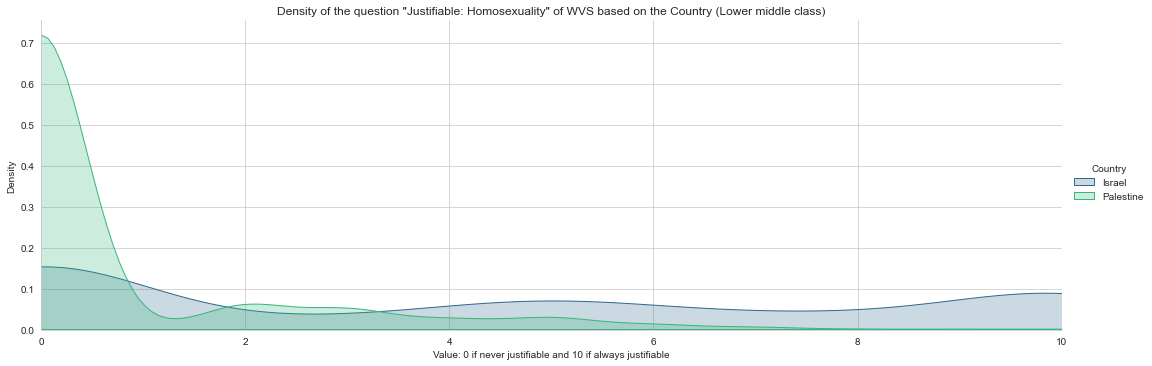 Density of the question "Justifiable: Homosexuality" of WVS based on the Country (Lower middle class)
0.7
0.6
0.5
0.4
0.3
0.2
0.1
0.0
Density
0 2 4 6 8 10
Value: 0 if never justifiable and 10 if always justifiable
Country
Israel
Palestine